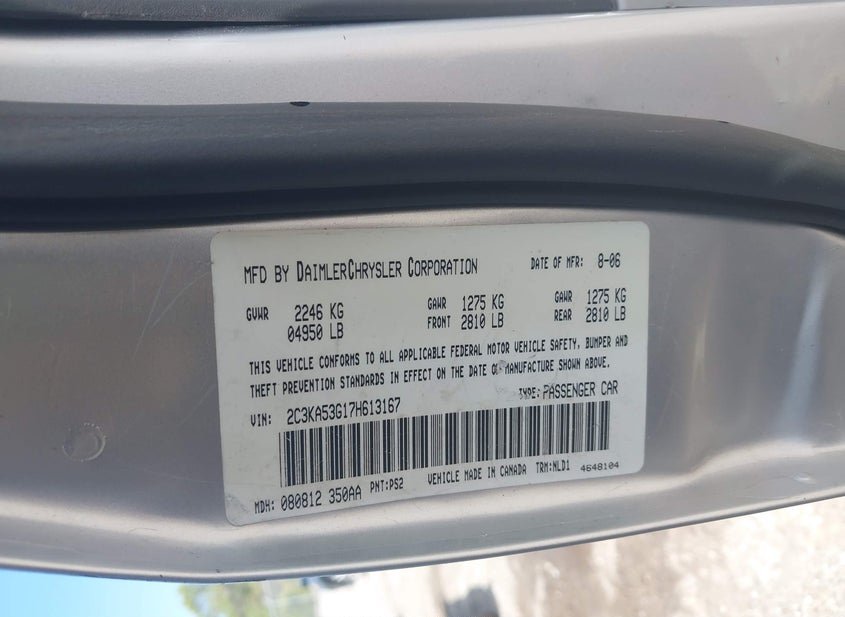 MFD BY DAIMLERCHRYSLER CORPORATION DATE OF MFR: 8-06
GVWR 2246 KG GAWR 1275 KG GAWR 1275 KG
04950 LB FRONT 2810 LB REAR 2810 LB
THIS VEHICLE CONFORMS TO ALL APPLICABLE FEDERAL MOTOR VEHICLE SAFETY, BUMPER AND
THEFT PREVENTION STANDARDS IN EFFECT ON THE DATE OF MANUFACTURE SHOWN ABOVE.
VIN: 2C3KA53G17H613167 TYPE: PASSENGER CAR
MDH: 080812 350AA PNT:PS2 VEHICLE MADE IN CANADA TRM:NLD1 4648104